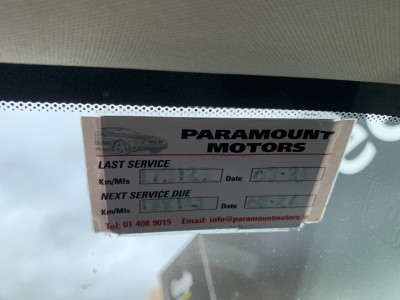 PARAMOUNT
MOTORS
LAST SERVICE
Km/Mls Date
NEXT SERVICE DUE
Km/Mls Date
Tel: 01 408 9015 Email: info@paramountmotors.ie